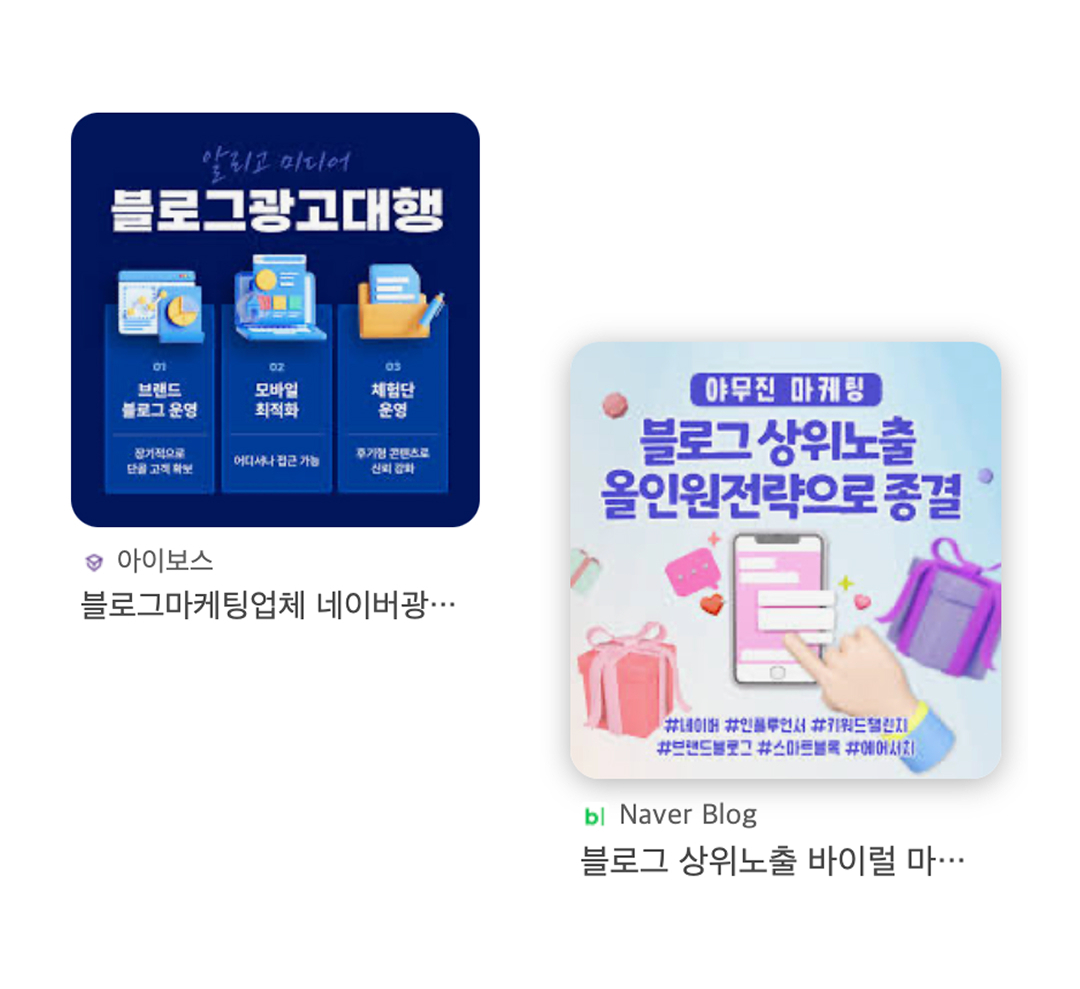 알리고 미디어
블로그광고대행
01
브랜드
블로그 운영
장기적으로
단골 고객 확보
02
모바일
최적화
어디서나 접근 가능
03
체험단
운영
후기형 콘텐츠로
신뢰 강화
아이보스
블로그마케팅업체 네이버광…
야무진 마케팅
블로그 상위노출
올인원전략으로 종결
#네이버 #인플루언서 #키워드챌린지
#브랜드블로그 #스마트블록 #에어서치
b|
Naver Blog
블로그 상위노출 바이럴 마…